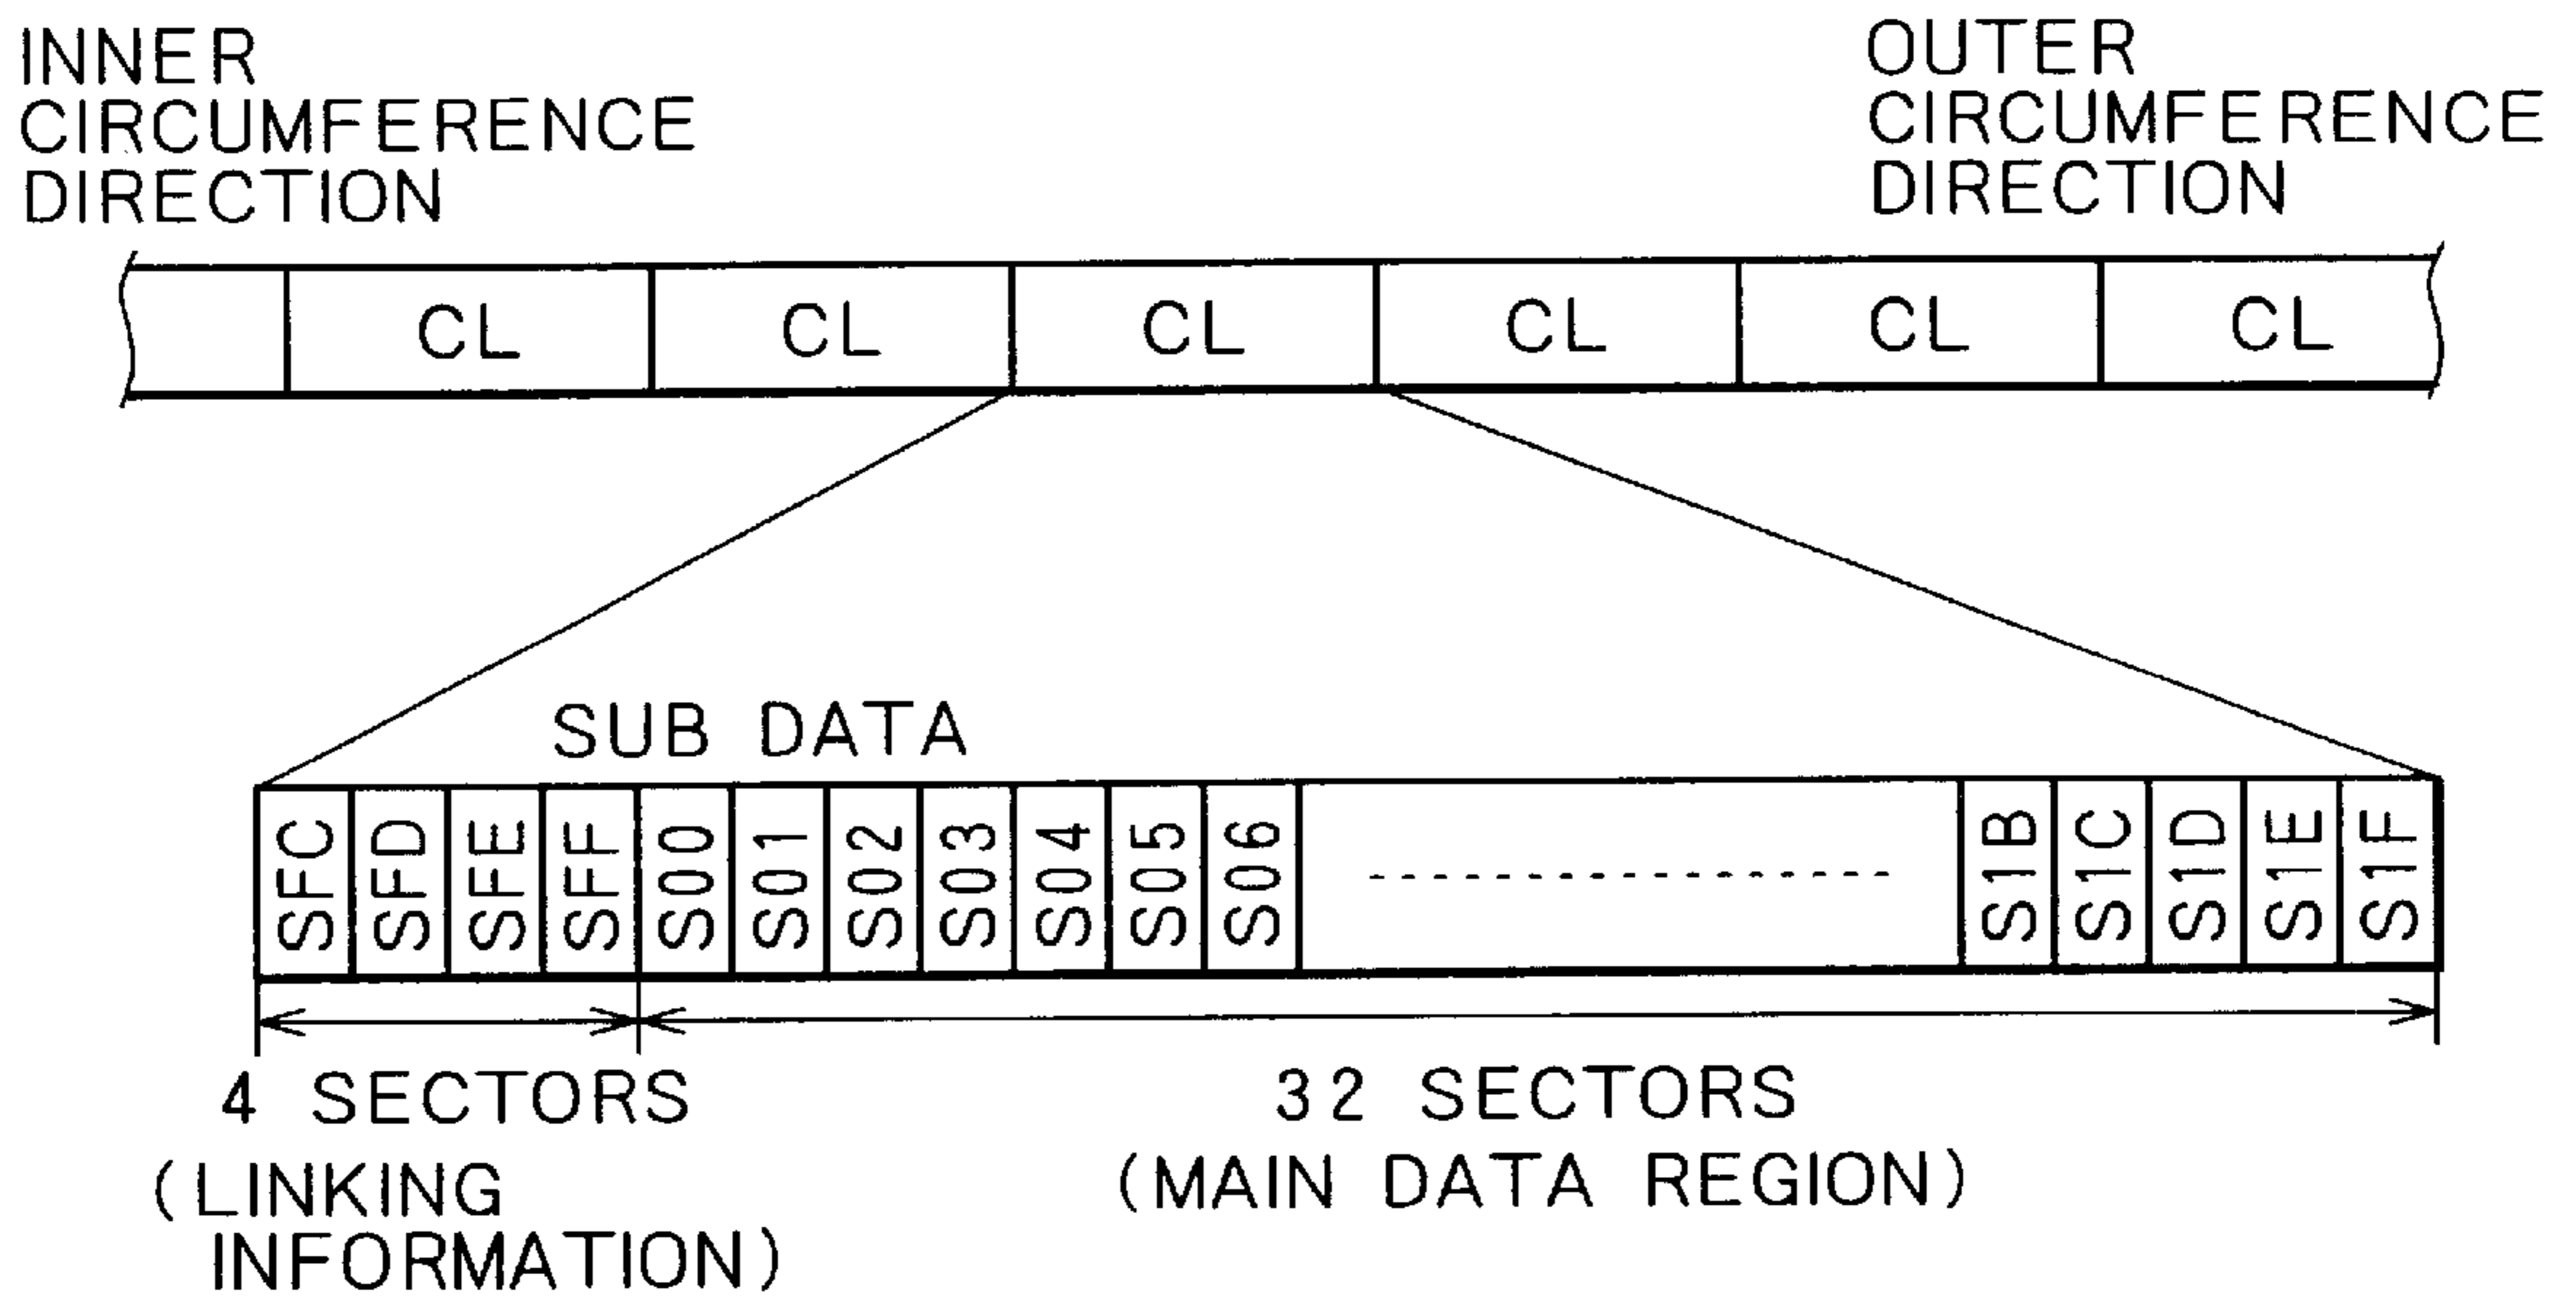 INNER
CIRCUMFERENCE
DIRECTION
OUTER
CIRCUMFERENCE
DIRECTION
CL CL CL CL CL CL
SUB DATA
SFC SFD SFE SFF S00 S01 S02 S03 S04 S05 S06 S1B S1C S1D S1E S1F
4 SECTORS
(LINKING
INFORMATION)
32 SECTORS
(MAIN DATA REGION)